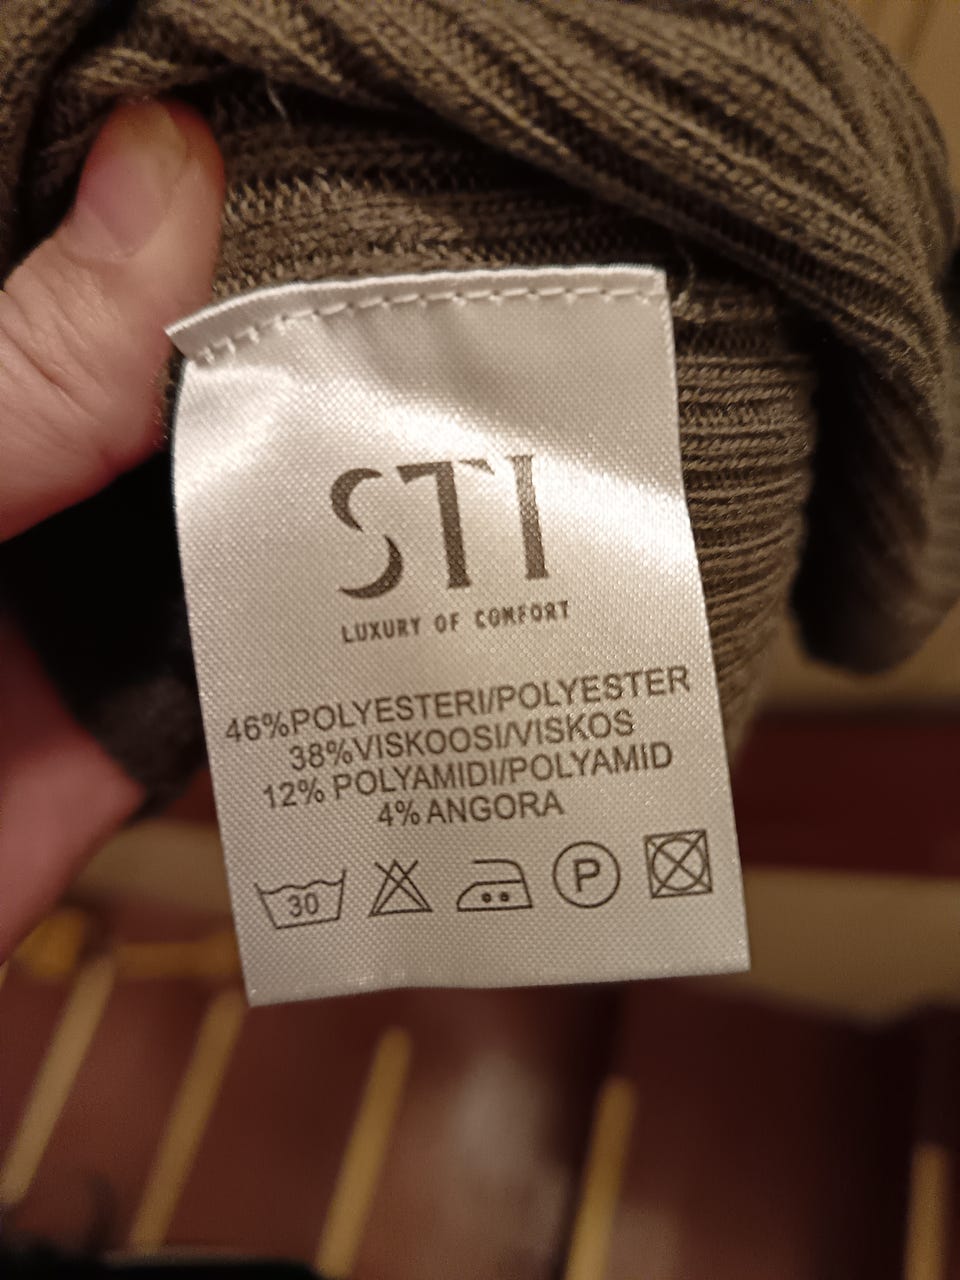 STI
LUXURY OF COMFORT
46%POLYESTERI/POLYESTER
38%VISKOOSI/VISKOS
12% POLYAMIDI/POLYAMID
4% ANGORA
30 P